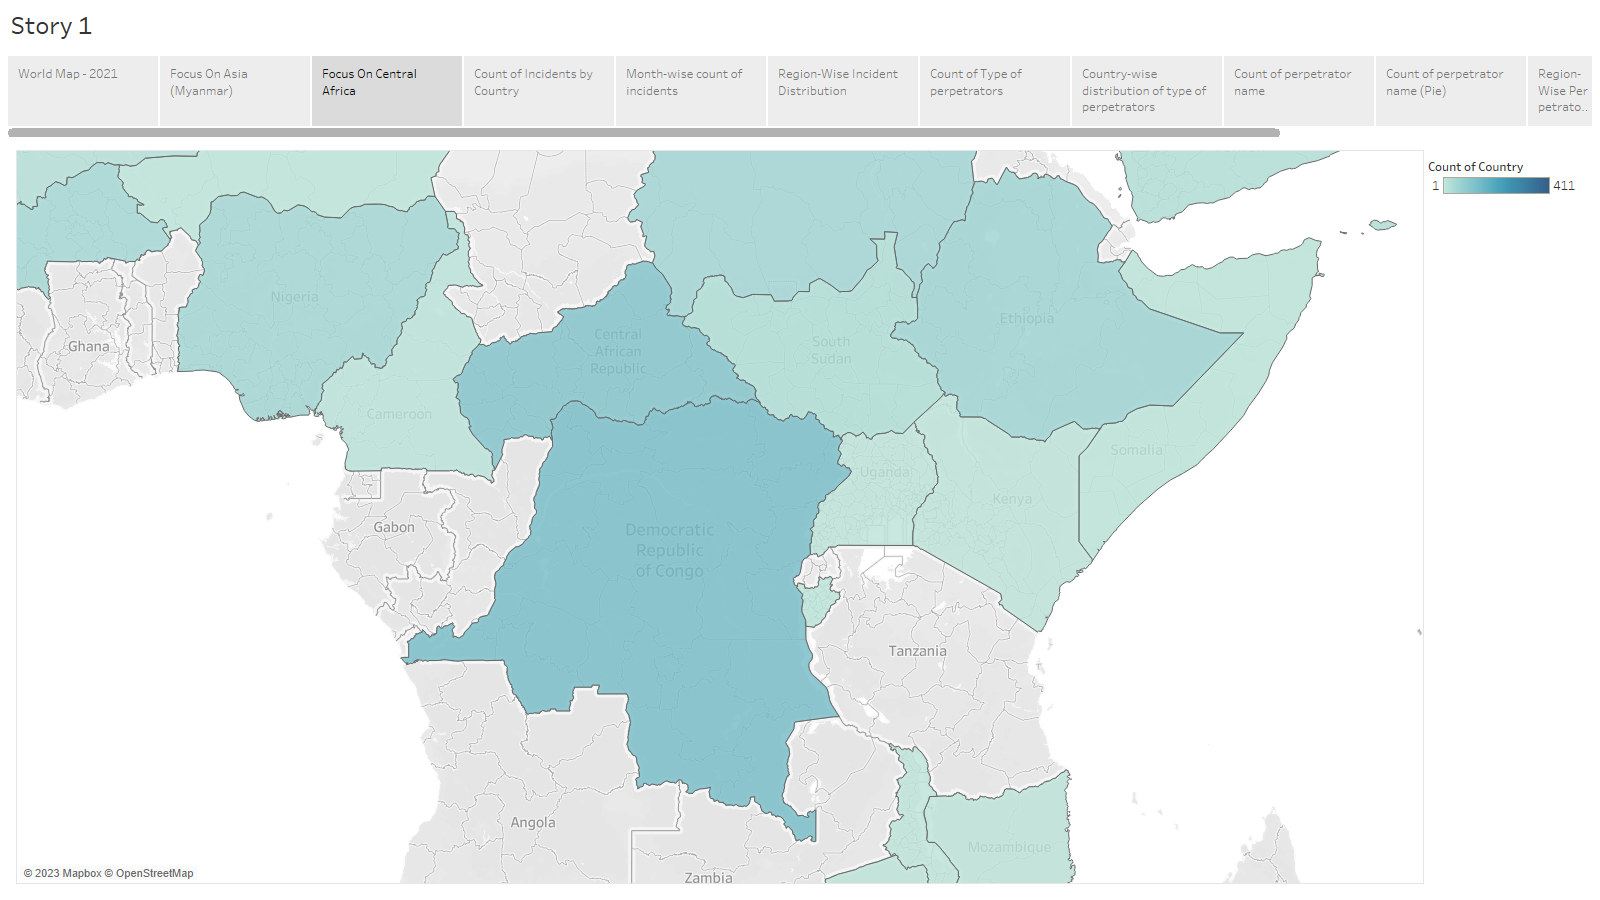 Story 1
World Map - 2021
Focus On Asia
(Myanmar)
Focus On Central
Africa
Count of Incidents by
Country
Month-wise count of
incidents
Region-Wise Incident
Distribution
Count of Type of
perpetrators
Country-wise
distribution of type of
perpetrators
Count of perpetrator
name
Count of perpetrator
name (Pie)
Region-
Wise Per
petrato..
Count of Country
1
411
Nigeria
Ghana
Cameroon
Central
African
Republic
South
Sudan
Ethiopia
Somalia
Uganda
Kenya
Gabon
Democratic
Republic
of Congo
Tanzania
Angola
Zambia
Mozambique
© 2023 Mapbox © OpenStreetMap